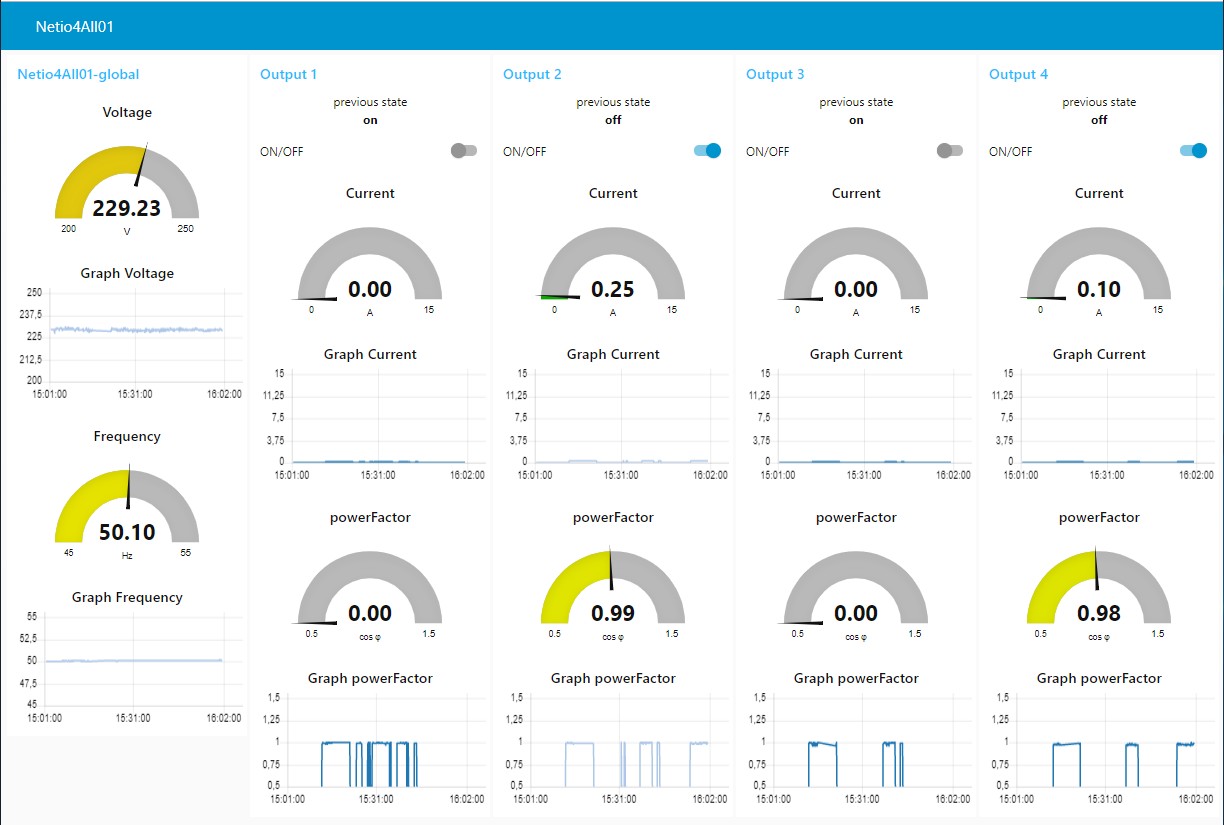 Netio4All01
Netio4All01-global
Voltage
229.23
200
V
250
Graph Voltage
250
237,5
225
212,5
200
15:01:00 15:31:00 16:02:00
Frequency
50.10
45
Hz
55
Graph Frequency
55
52,5
50
47,5
45
15:01:00 15:31:00 16:02:00
Output 1
previous state
on
ON/OFF
Current
0.00
0
A
15
Graph Current
15
11,25
7,5
3,75
0
15:01:00 15:31:00 16:02:00
powerFactor
0.00
0.5
cos φ
1.5
Graph powerFactor
1,5
1,25
1
0,75
0,5
15:01:00 15:31:00 16:02:00
Output 2
previous state
off
ON/OFF
Current
0.25
0
A
15
Graph Current
15
11,25
7,5
3,75
0
15:01:00 15:31:00 16:02:00
powerFactor
0.99
0.5
cos φ
1.5
Graph powerFactor
1,5
1,25
1
0,75
0,5
15:01:00 15:31:00 16:02:00
Output 3
previous state
on
ON/OFF
Current
0.00
0
A
15
Graph Current
15
11,25
7,5
3,75
0
15:01:00 15:31:00 16:02:00
powerFactor
0.00
0.5
cos φ
1.5
Graph powerFactor
1,5
1,25
1
0,75
0,5
15:01:00 15:31:00 16:02:00
Output 4
previous state
off
ON/OFF
Current
0.10
0
A
15
Graph Current
15
11,25
7,5
3,75
0
15:01:00 15:31:00 16:02:00
powerFactor
0.98
0.5
cos φ
1.5
Graph powerFactor
1,5
1,25
1
0,75
0,5
15:01:00 15:31:00 16:02:00